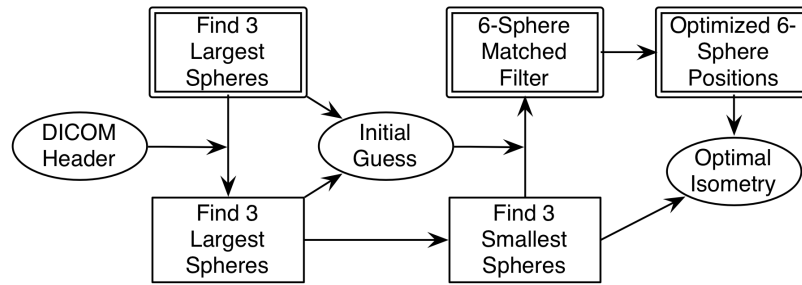 Find 3
Largest
Spheres
6-Sphere
Matched
Filter
Optimized 6-
Sphere
Positions
DICOM
Header
Initial
Guess
Optimal
Isometry
Find 3
Largest
Spheres
Find 3
Smallest
Spheres